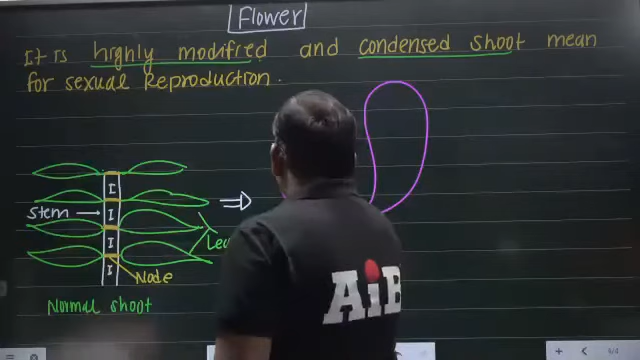 Flower
It is highly modified and condensed shoot mean
for sexual Reproduction.
I
I
Stem
I
I
I
Node
Normal shoot
AiB